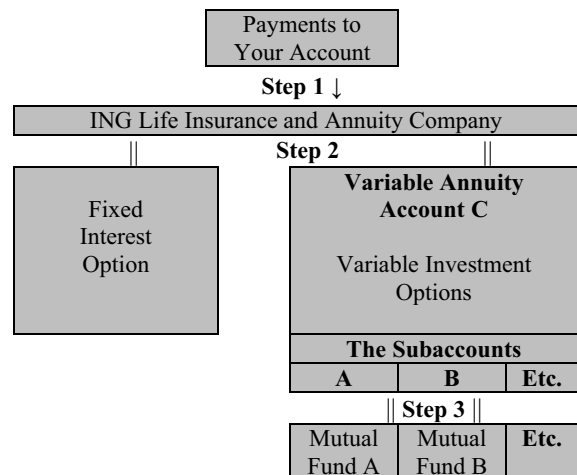 Payments to
Your Account
Step 1 ↓
ING Life Insurance and Annuity Company
|| Step 2 ||
Fixed
Interest
Option
Variable Annuity
Account C
Variable Investment
Options
The Subaccounts
A B Etc.
|| Step 3 ||
Mutual
Fund A
Mutual
Fund B
Etc.